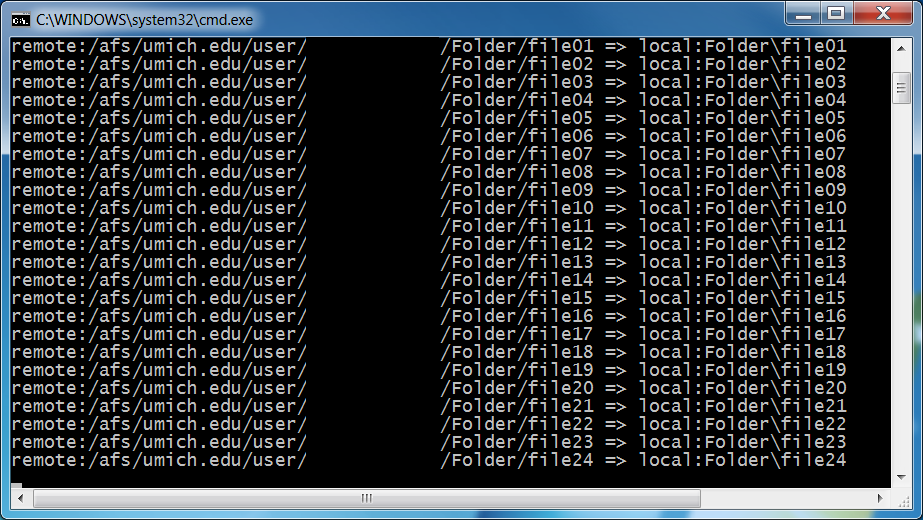 C:\WINDOWS\system32\cmd.exe
remote:/afs/umich.edu/user/ /Folder/file01 => local:Folder\file01
remote:/afs/umich.edu/user/ /Folder/file02 => local:Folder\file02
remote:/afs/umich.edu/user/ /Folder/file03 => local:Folder\file03
remote:/afs/umich.edu/user/ /Folder/file04 => local:Folder\file04
remote:/afs/umich.edu/user/ /Folder/file05 => local:Folder\file05
remote:/afs/umich.edu/user/ /Folder/file06 => local:Folder\file06
remote:/afs/umich.edu/user/ /Folder/file07 => local:Folder\file07
remote:/afs/umich.edu/user/ /Folder/file08 => local:Folder\file08
remote:/afs/umich.edu/user/ /Folder/file09 => local:Folder\file09
remote:/afs/umich.edu/user/ /Folder/file10 => local:Folder\file10
remote:/afs/umich.edu/user/ /Folder/file11 => local:Folder\file11
remote:/afs/umich.edu/user/ /Folder/file12 => local:Folder\file12
remote:/afs/umich.edu/user/ /Folder/file13 => local:Folder\file13
remote:/afs/umich.edu/user/ /Folder/file14 => local:Folder\file14
remote:/afs/umich.edu/user/ /Folder/file15 => local:Folder\file15
remote:/afs/umich.edu/user/ /Folder/file16 => local:Folder\file16
remote:/afs/umich.edu/user/ /Folder/file17 => local:Folder\file17
remote:/afs/umich.edu/user/ /Folder/file18 => local:Folder\file18
remote:/afs/umich.edu/user/ /Folder/file19 => local:Folder\file19
remote:/afs/umich.edu/user/ /Folder/file20 => local:Folder\file20
remote:/afs/umich.edu/user/ /Folder/file21 => local:Folder\file21
remote:/afs/umich.edu/user/ /Folder/file22 => local:Folder\file22
remote:/afs/umich.edu/user/ /Folder/file23 => local:Folder\file23
remote:/afs/umich.edu/user/ /Folder/file24 => local:Folder\file24